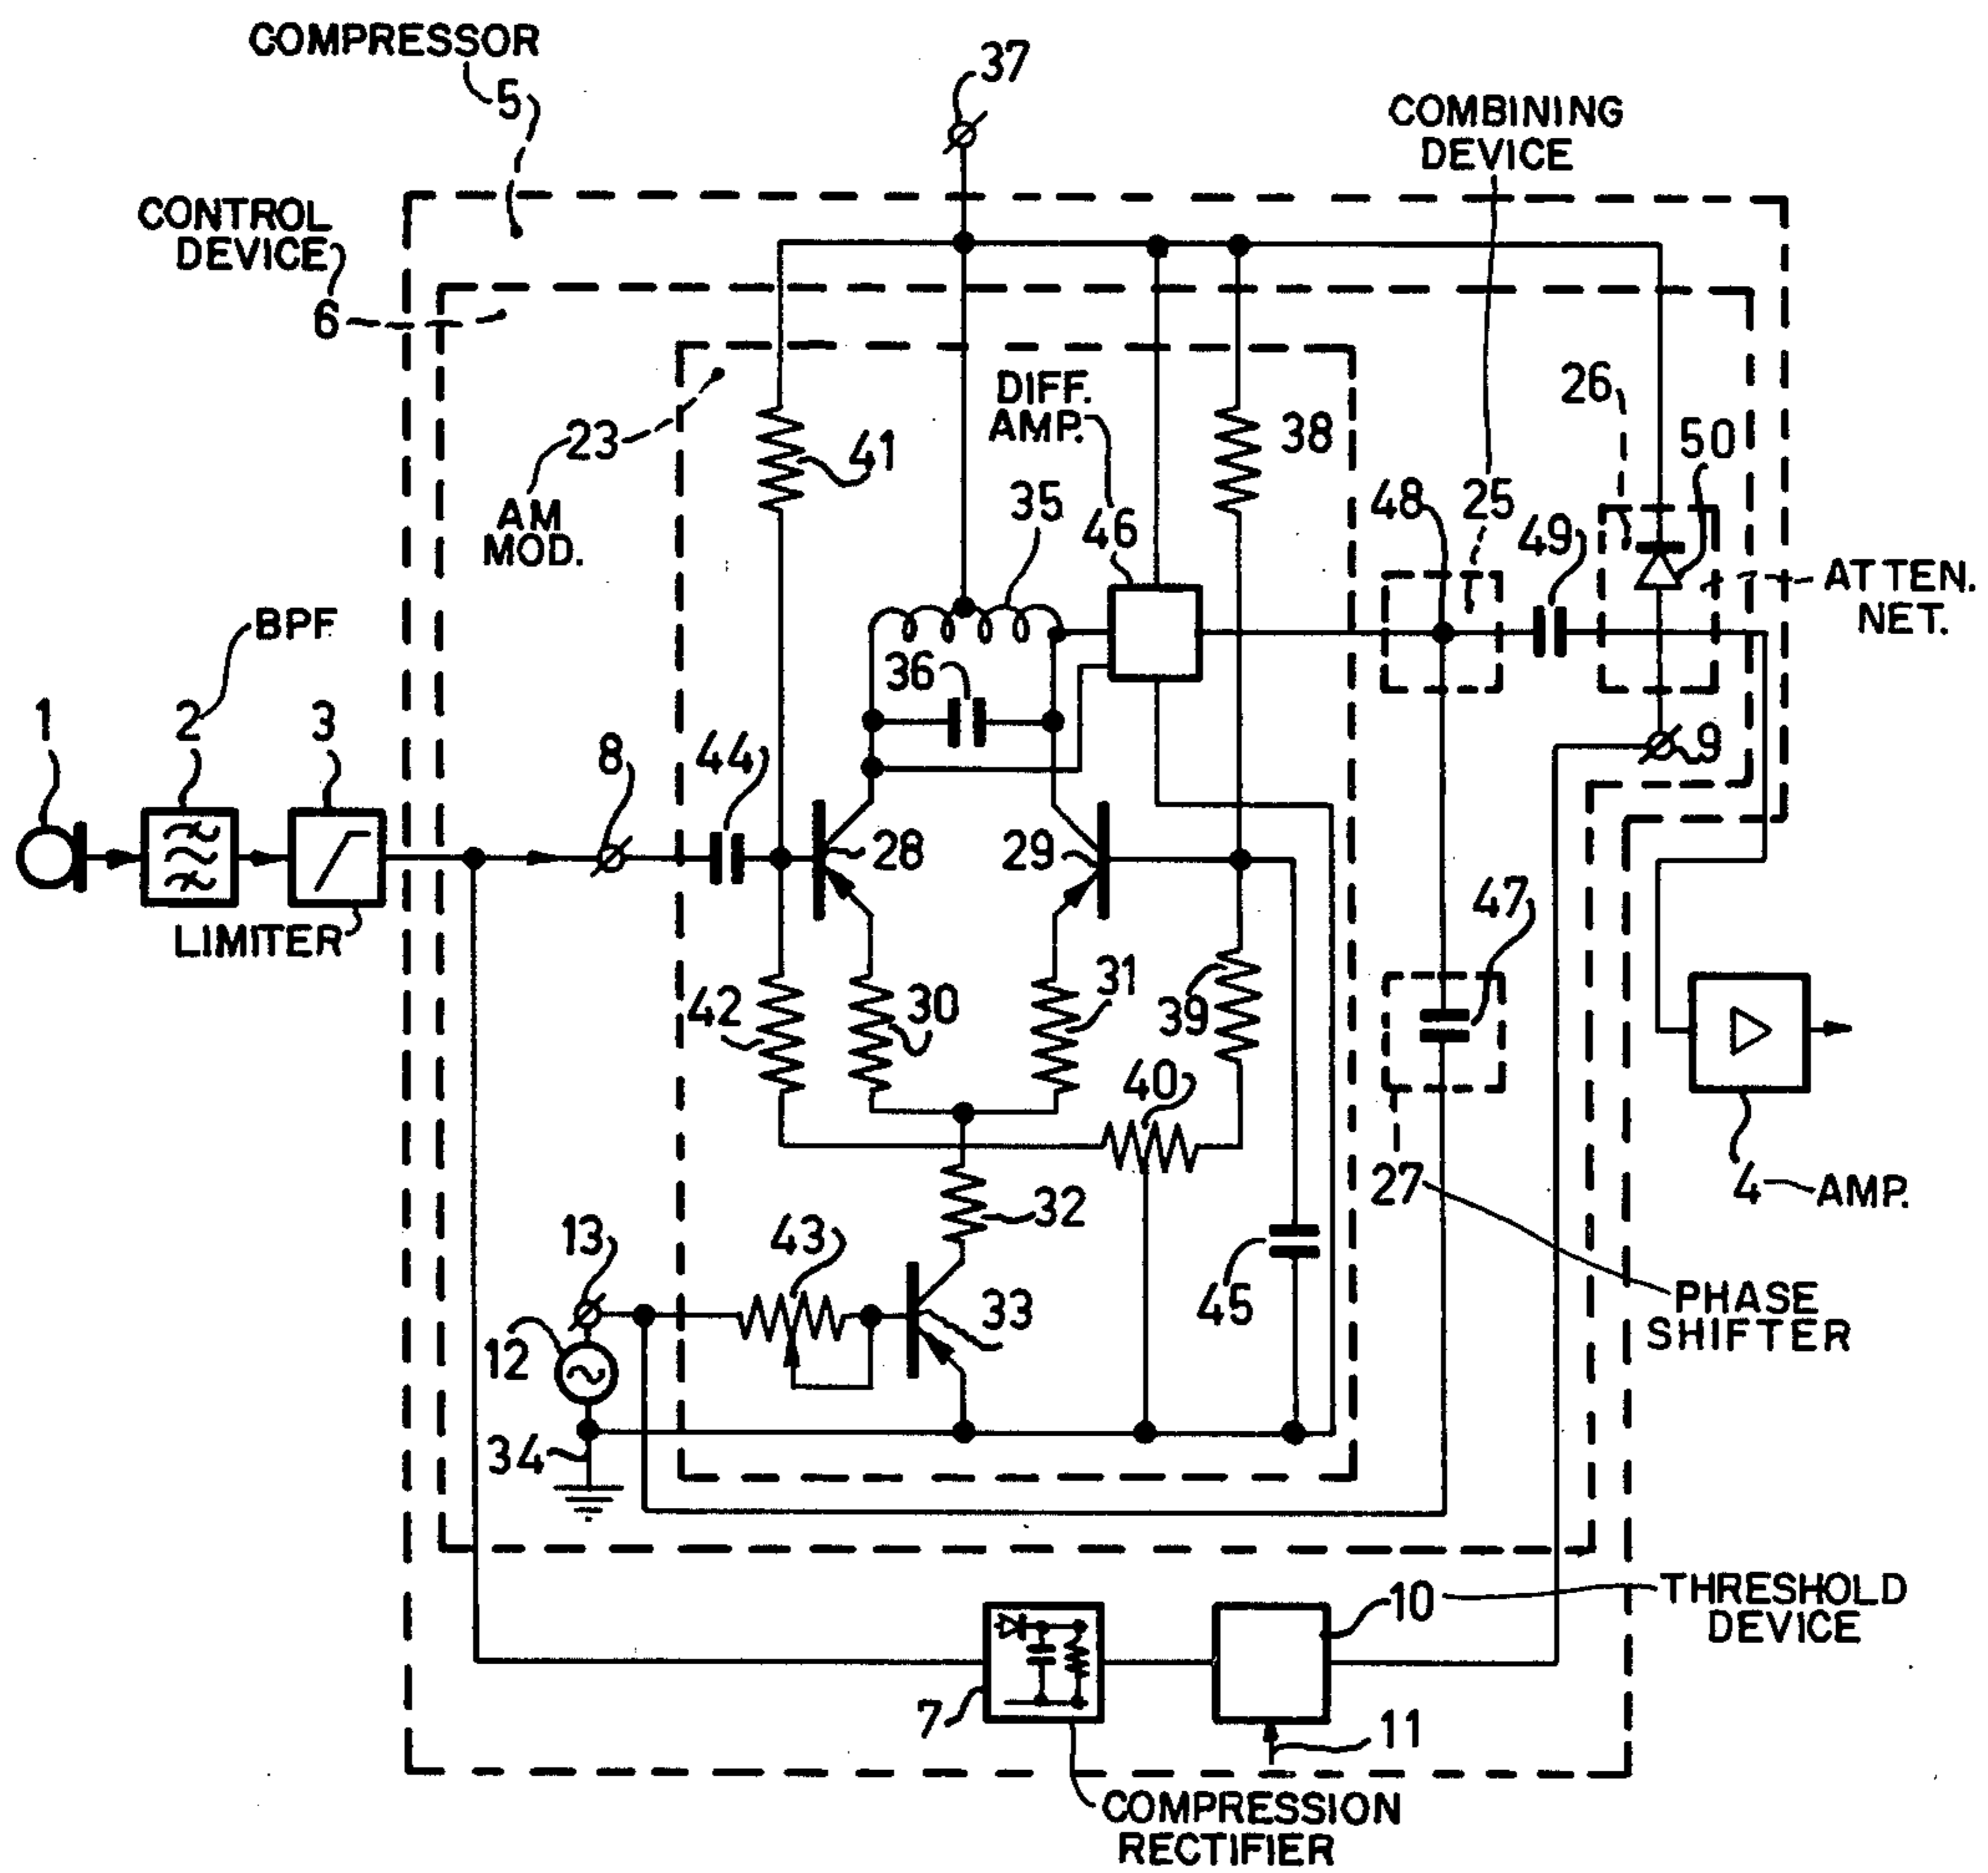 COMPRESSOR
5
37
COMBINING
DEVICE
CONTROL
DEVICE
6
DIFF.
AMP.
26
23
41
38
50
AM
MOD.
35
46
48
25
49
ATTEN.
NET.
BPF
36
1
2
3
8
44
9
28
29
47
LIMITER
42
30
31
39
40
27
4
AMP.
13
43
32
45
33
PHASE
SHIFTER
12
34
10
THRESHOLD
DEVICE
7
11
COMPRESSION
RECTIFIER